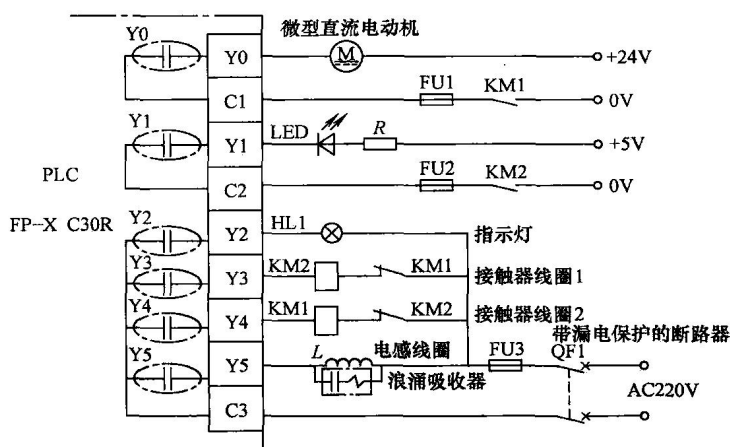 微型直流电动机
Y0 Y0 M +24V
C1 FU1 KM1 0V
Y1 Y1 LED R +5V
PLC
C2 FU2 KM2 0V
FP-X C30R
Y2 Y2 HL1 指示灯
Y3 Y3 KM2 KM1 接触器线圈1
Y4 Y4 KM1 KM2 接触器线圈2
带漏电保护的断路器
Y5 Y5 L 电感线圈 FU3 QF1
浪涌吸收器 AC220V
C3